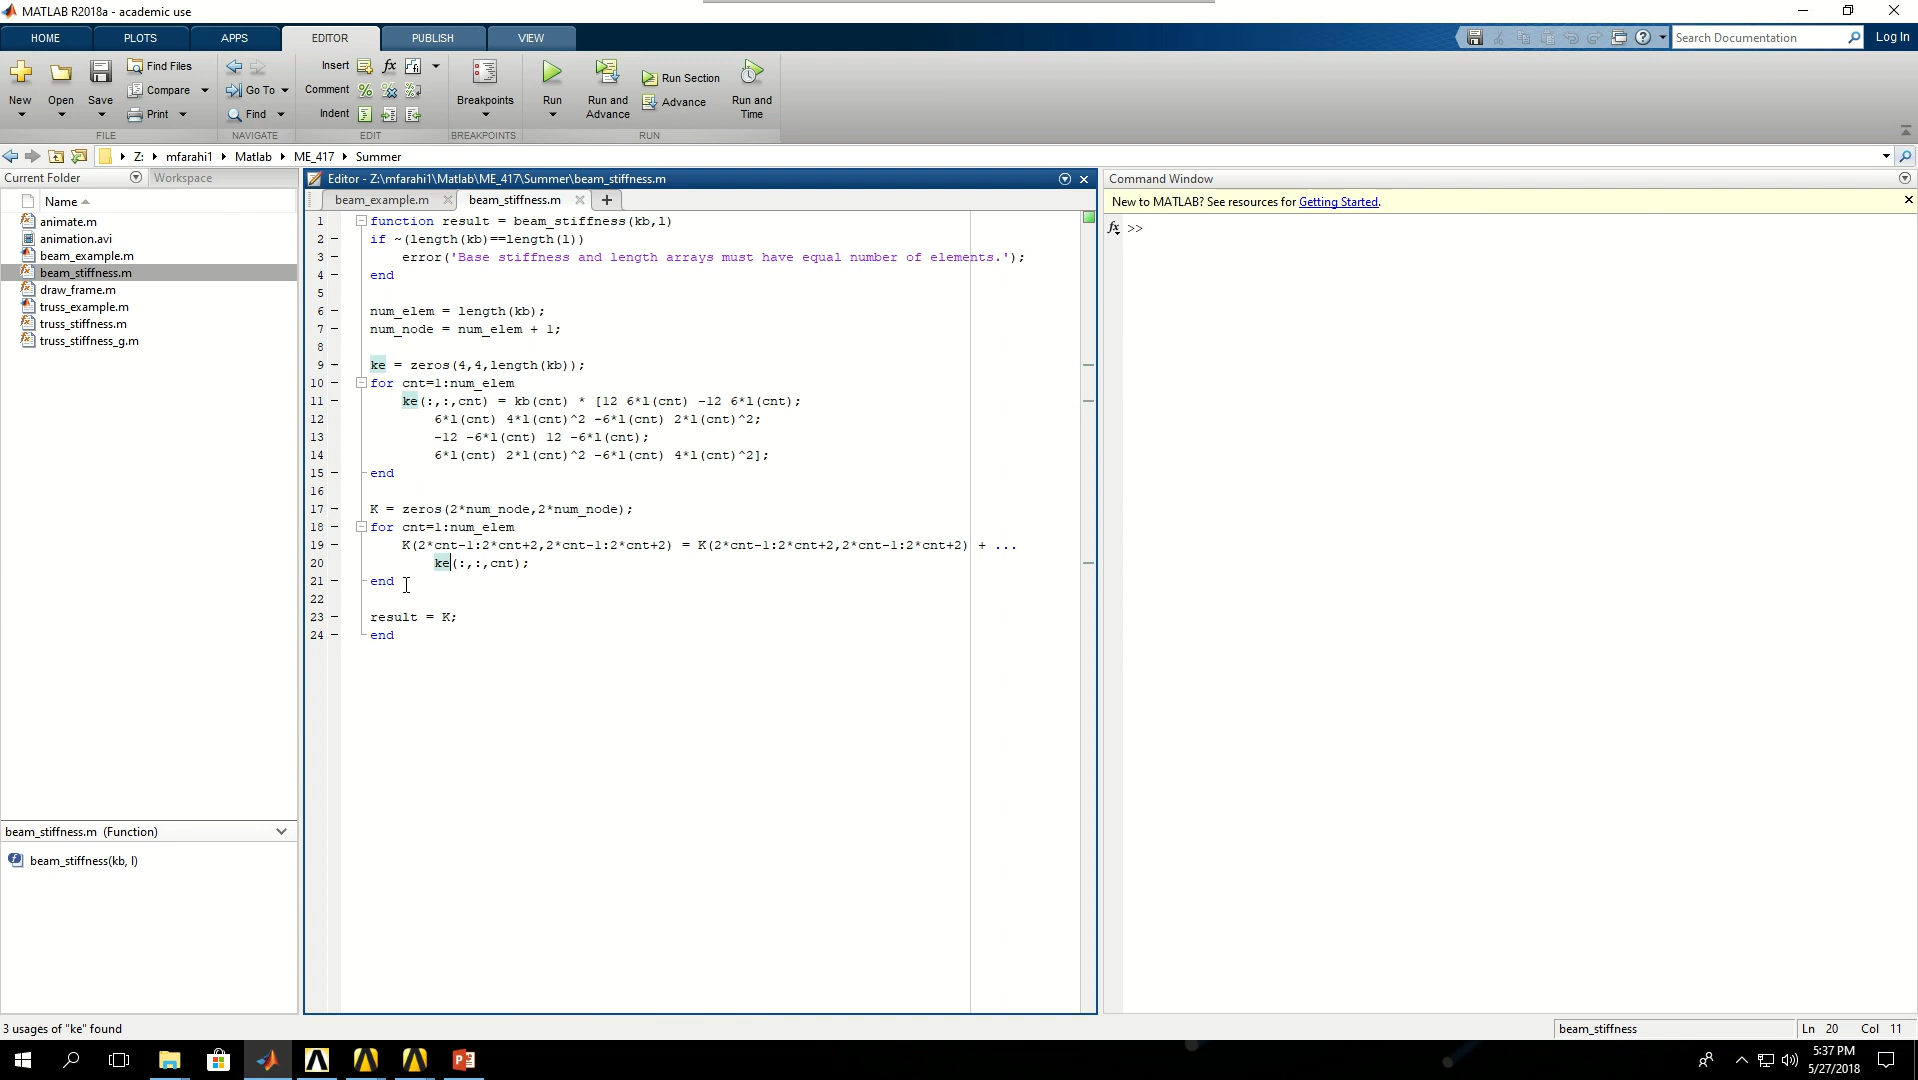 MATLAB R2018a - academic use
HOME PLOTS APPS EDITOR PUBLISH VIEW
Search Documentation Log In
New Open Save
Find Files
Compare
Print
Go To
Find
Insert fx
Comment
Indent
Breakpoints
Run
Run and Advance
Run Section
Advance
Run and Time
FILE NAVIGATE EDIT BREAKPOINTS RUN
Z: mfarahi1 Matlab ME_417 Summer
Current Folder Workspace
Name
animate.m
animation.avi
beam_example.m
beam_stiffness.m
draw_frame.m
truss_example.m
truss_stiffness.m
truss_stiffness_g.m
beam_stiffness.m (Function)
beam_stiffness(kb, l)
Editor - Z:\mfarahi1\Matlab\ME_417\Summer\beam_stiffness.m
beam_example.m beam_stiffness.m
1 function result = beam_stiffness(kb,l)
2 if ~(length(kb)==length(l))
3 error('Base stiffness and length arrays must have equal number of elements.');
4 end
5
6 num_elem = length(kb);
7 num_node = num_elem + 1;
8
9 ke = zeros(4,4,length(kb));
10 for cnt=1:num_elem
11 ke(:,:,cnt) = kb(cnt) * [12 6*l(cnt) -12 6*l(cnt);
12 6*l(cnt) 4*l(cnt)^2 -6*l(cnt) 2*l(cnt)^2;
13 -12 -6*l(cnt) 12 -6*l(cnt);
14 6*l(cnt) 2*l(cnt)^2 -6*l(cnt) 4*l(cnt)^2];
15 end
16
17 K = zeros(2*num_node,2*num_node);
18 for cnt=1:num_elem
19 K(2*cnt-1:2*cnt+2,2*cnt-1:2*cnt+2) = K(2*cnt-1:2*cnt+2,2*cnt-1:2*cnt+2) + ...
20 ke(:,:,cnt);
21 end
22
23 result = K;
24 end
Command Window
New to MATLAB? See resources for Getting Started.
fx >>
3 usages of "ke" found
beam_stiffness Ln 20 Col 11
5:37 PM
5/27/2018